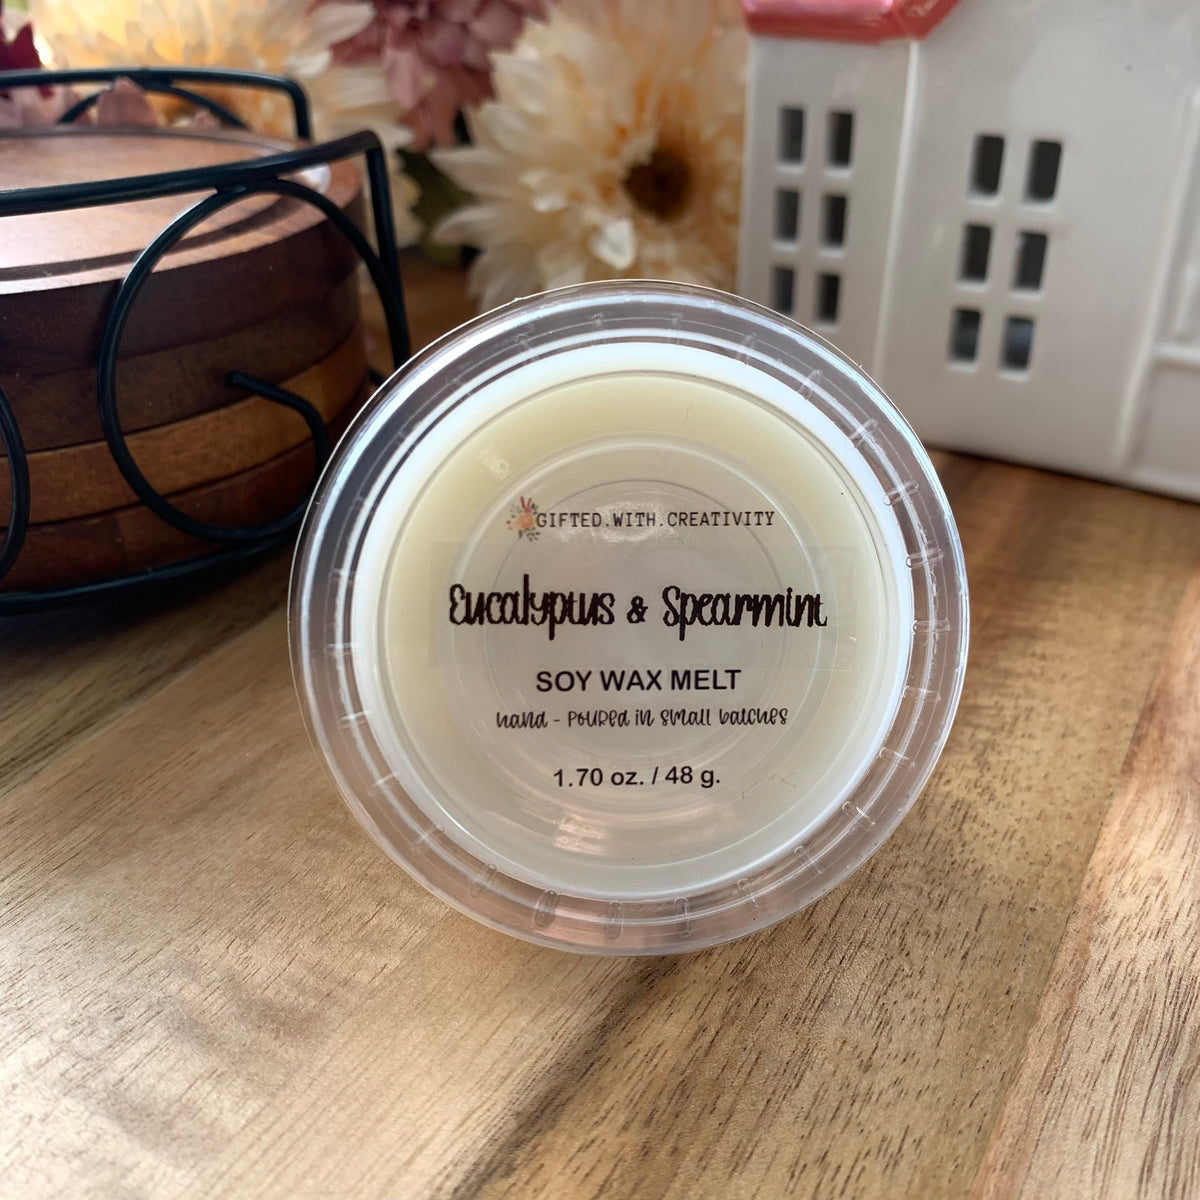 GIFTED.WITH.CREATIVITY
Eucalyptus & Spearmint
SOY WAX MELT
hand - poured in small batches
1.70 oz. / 48 g.